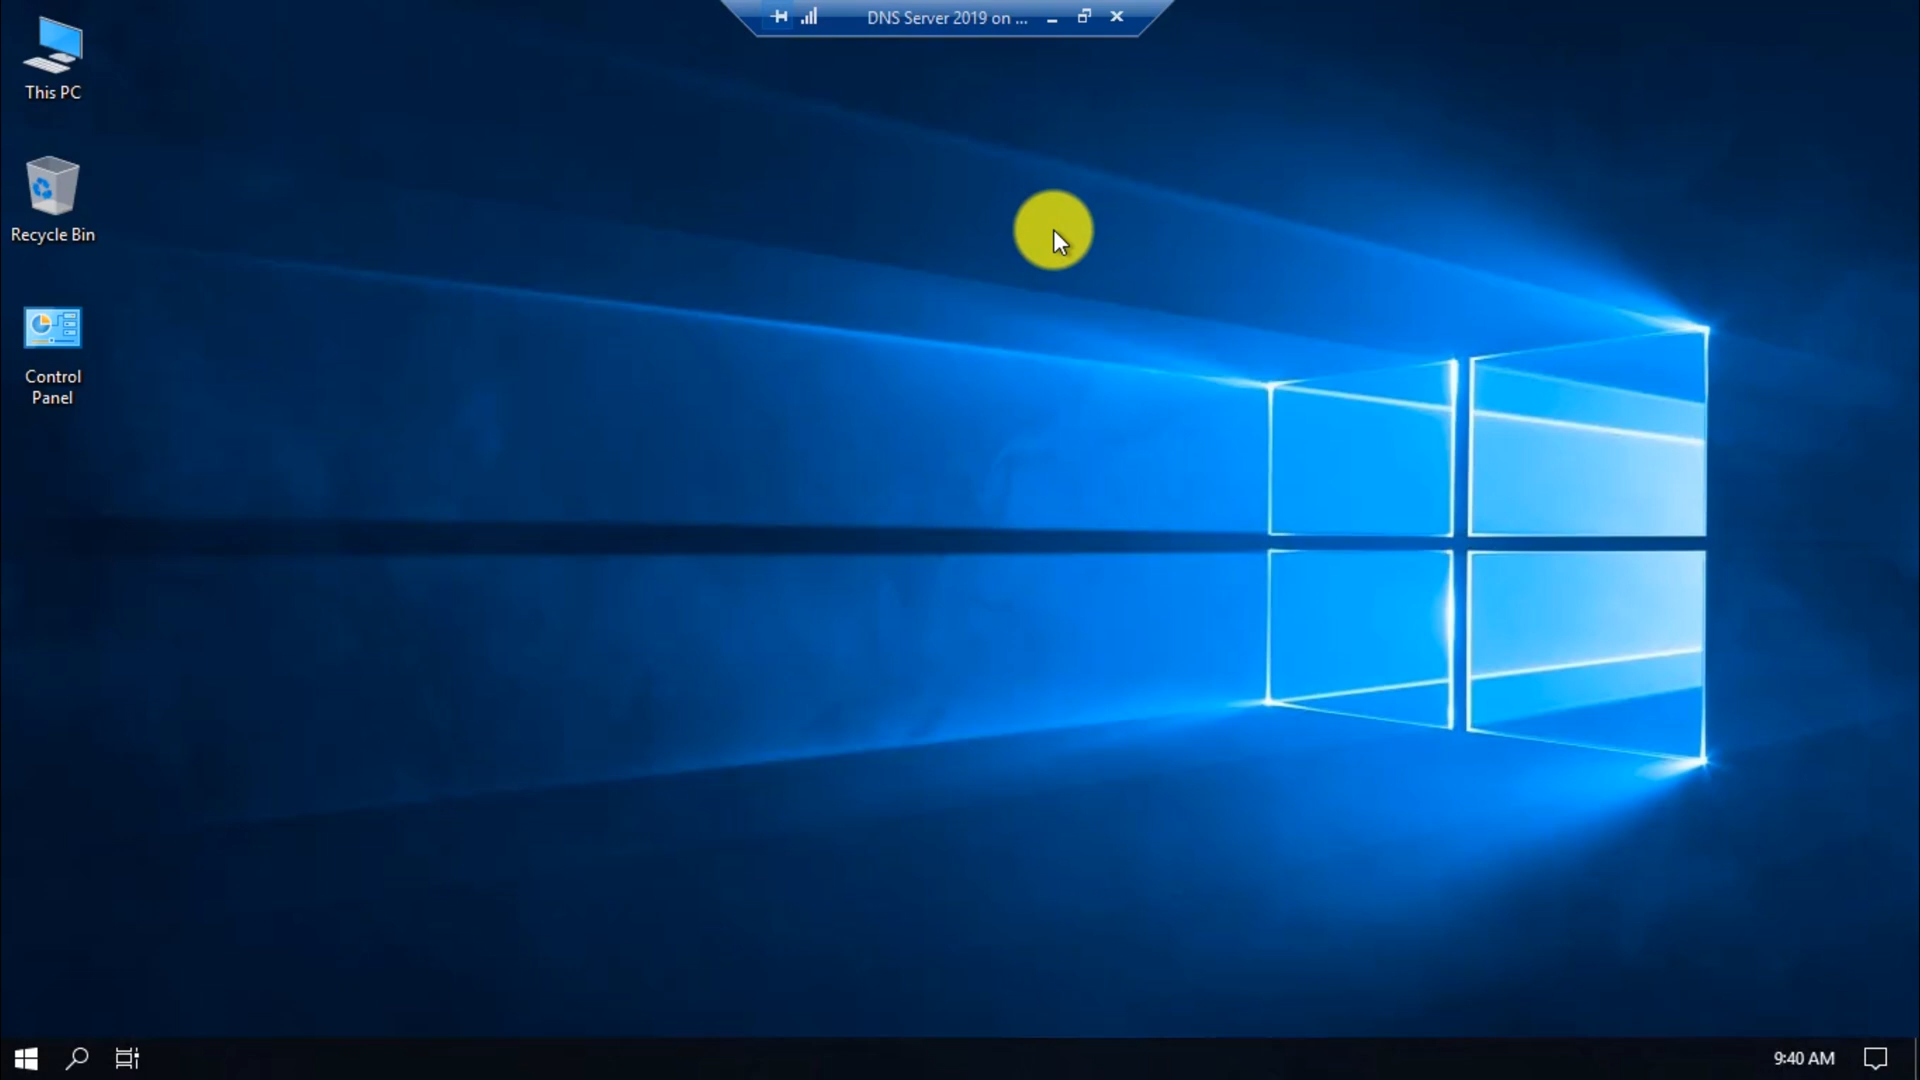 DNS Server 2019 on ...
This PC
Recycle Bin
Control
Panel
9:40 AM